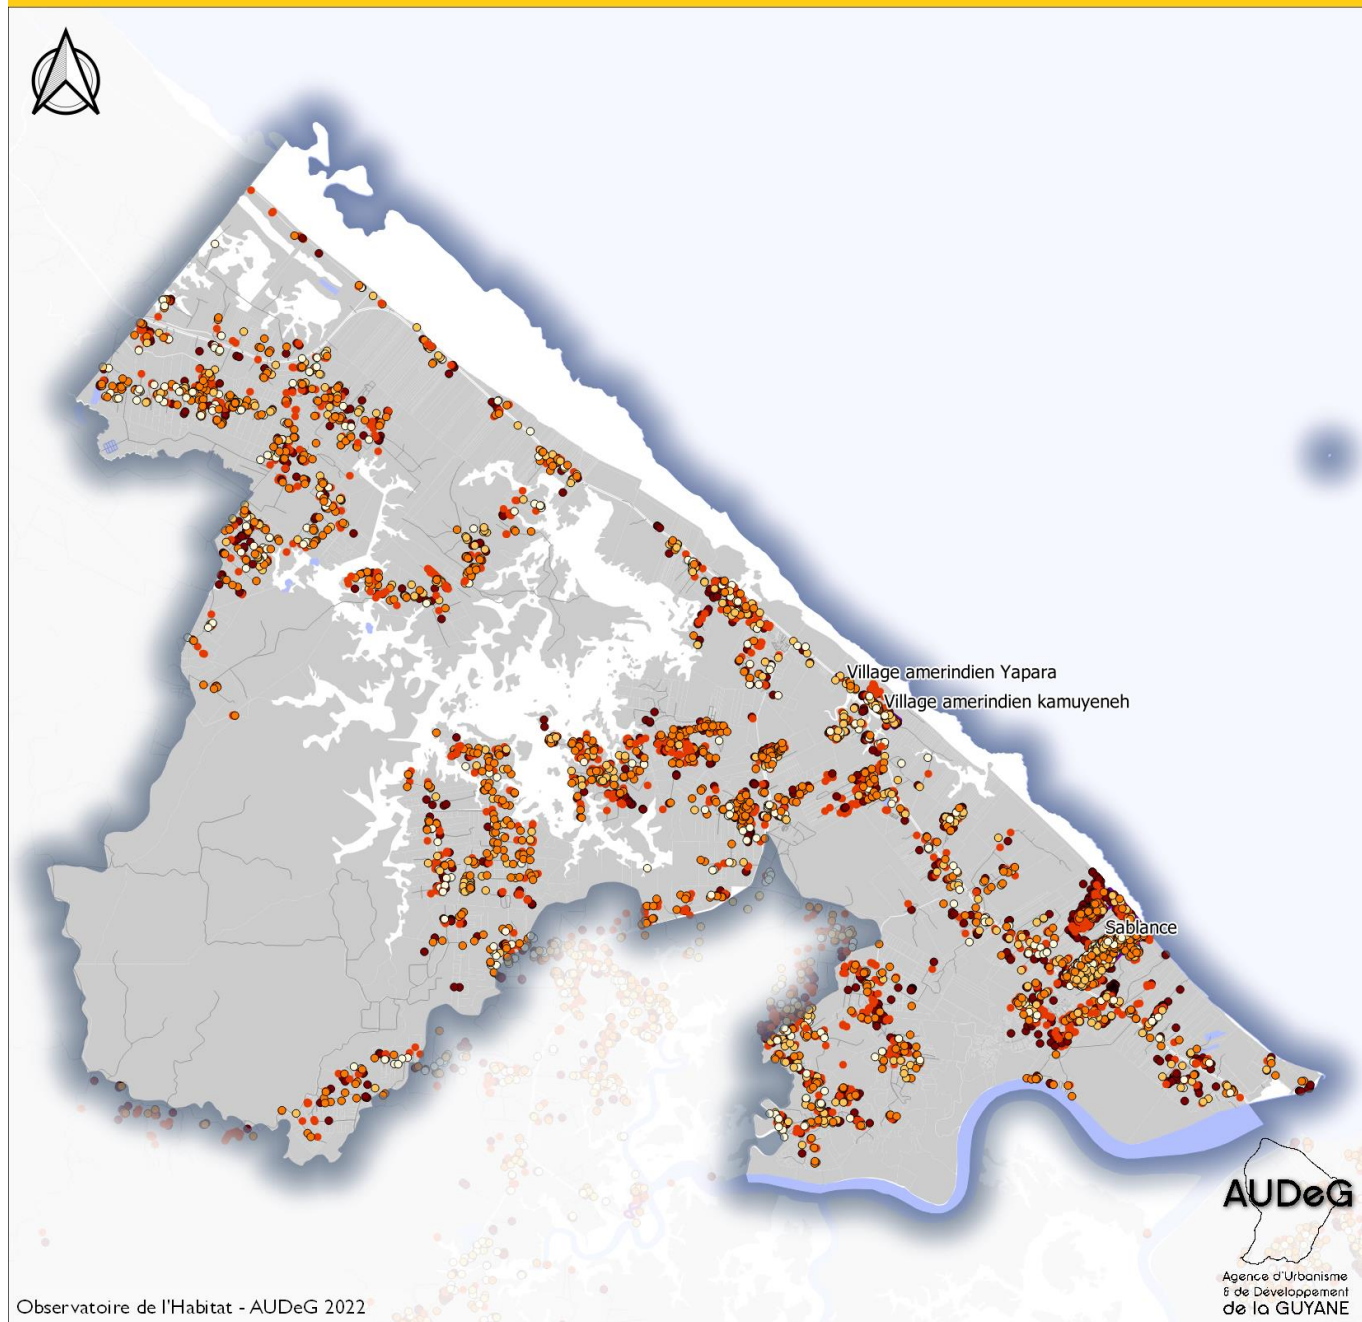 Village amerindien Yapara
Village amerindien kamuyeneh
Sablance
AUDeG
Agence d'Urbanisme
& de Développement
de la GUYANE
Observatoire de l'Habitat - AUDeG 2022